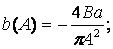 b(A) = −4Ba/πA²;